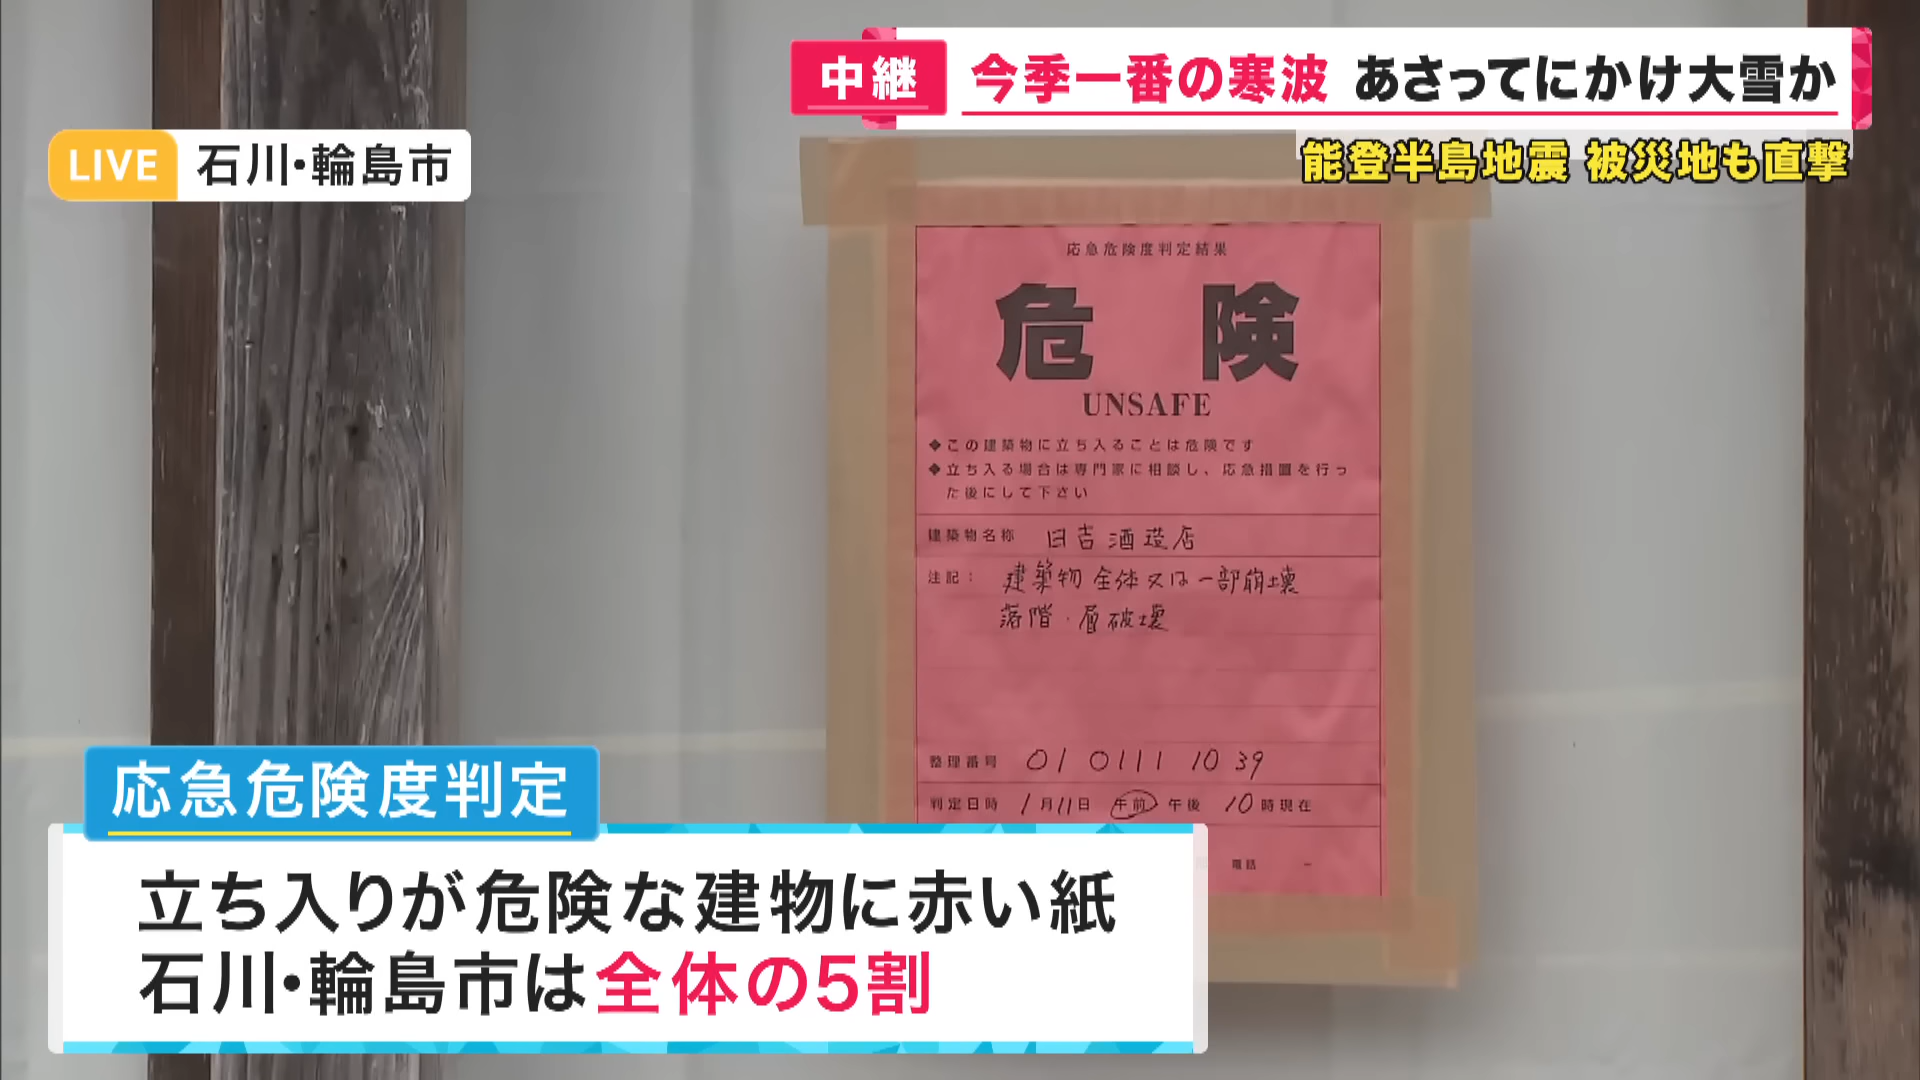 中継 今季一番の寒波 あさってにかけ大雪か
能登半島地震 被災地も直撃
LIVE 石川・輪島市
応急危険度判定結果
危 険
UNSAFE
◆この建築物に立ち入ることは危険です
◆立ち入る場合は専門家に相談し、応急措置を行っ
た後にして下さい
建築物名称 日吉酒造店
注記： 建築物全体又は一部崩壊
落階・層破壊
整理番号 01 0111 10 39
判定日時 1月11日 午前 午後 10時現在
電話 −
応急危険度判定
立ち入りが危険な建物に赤い紙
石川・輪島市は全体の5割